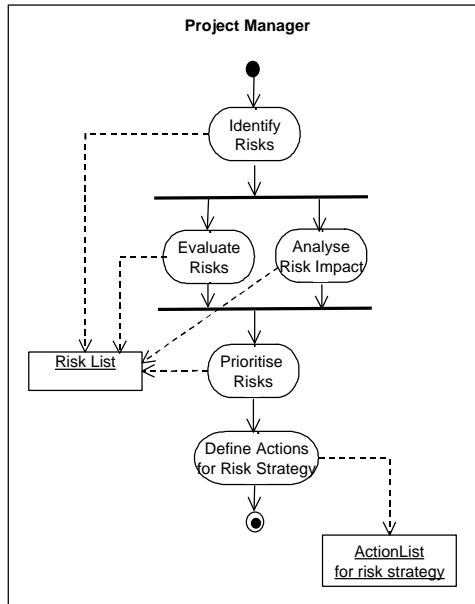 Project Manager
Identify
Risks
Evaluate
Risks
Analyse
Risk Impact
Risk List
Prioritise
Risks
Define Actions
for Risk Strategy
ActionList
for risk strategy